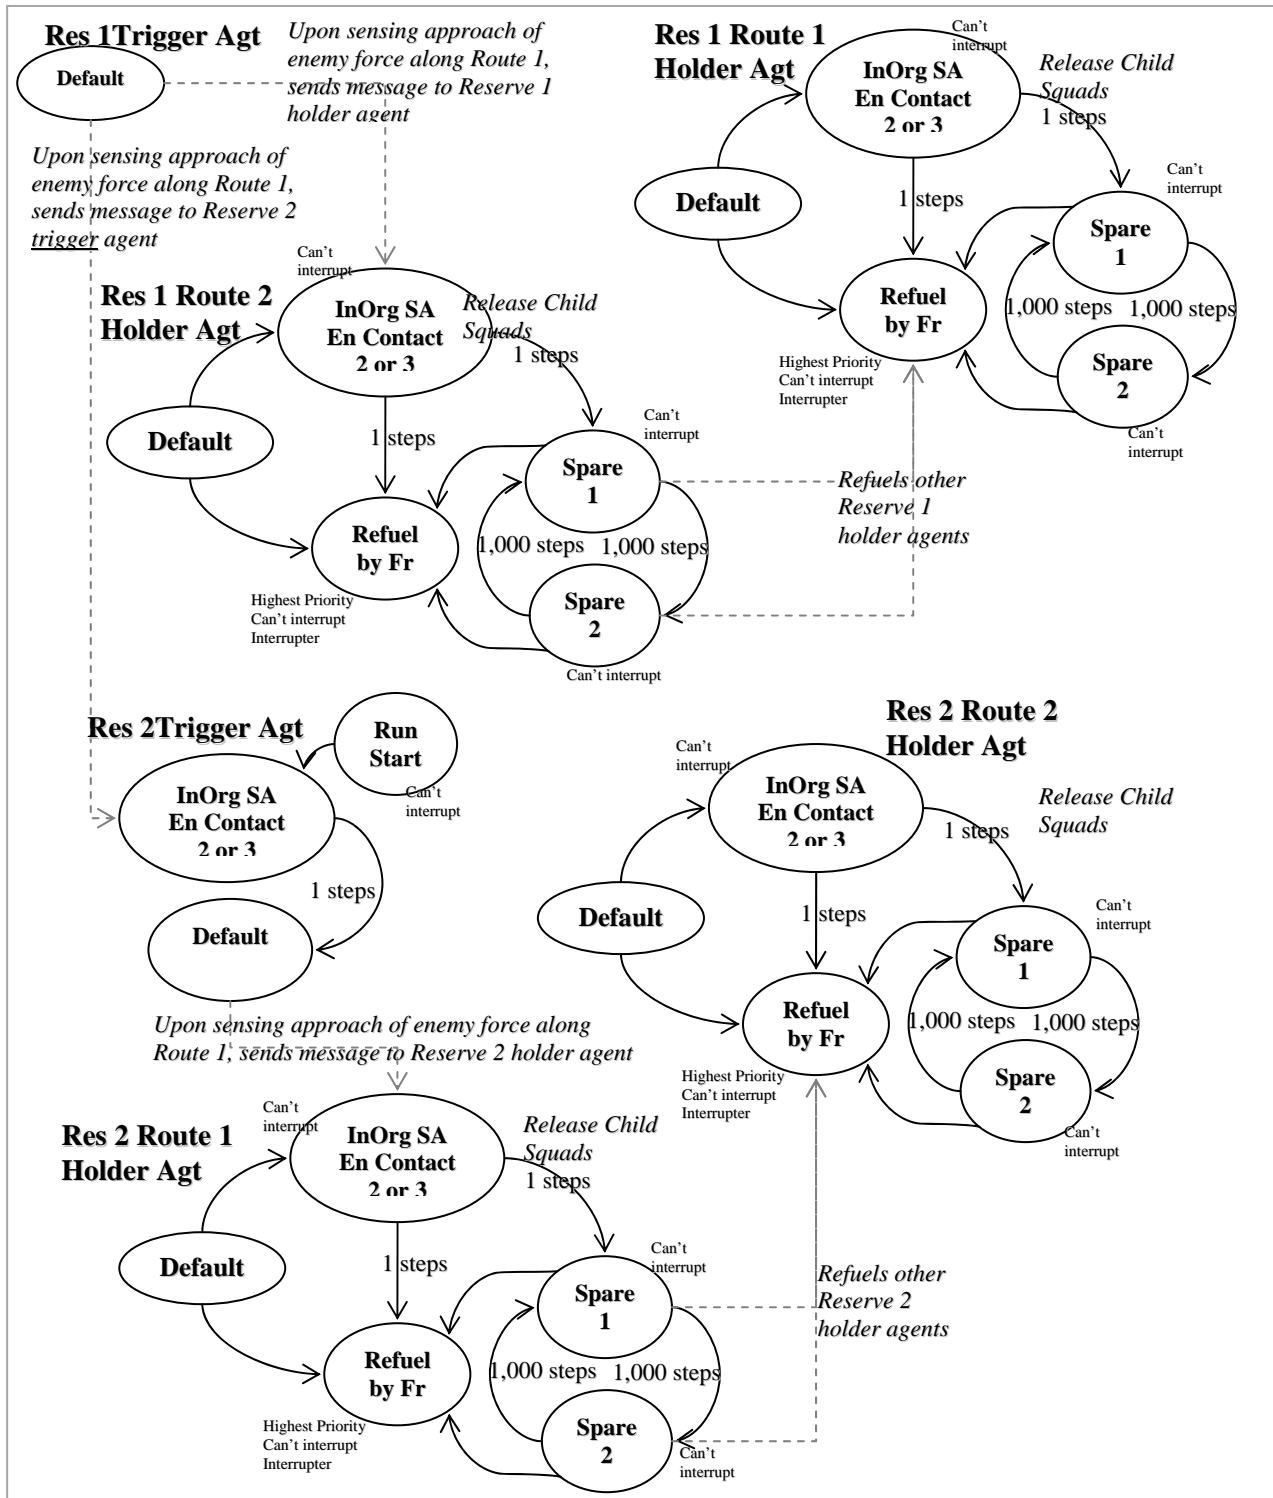 Res 1Trigger Agt
Default
Upon sensing approach of
enemy force along Route 1,
sends message to Reserve 1
holder agent
Upon sensing approach of
enemy force along Route 1,
sends message to Reserve 2
trigger agent
Res 1 Route 1
Holder Agt
Can't
interrupt
InOrg SA
En Contact
2 or 3
Release Child
Squads
1 steps
Default
1 steps
Can't
interrupt
Spare
1
Refuel
by Fr
1,000 steps
1,000 steps
Highest Priority
Can't interrupt
Interrupter
Spare
2
Can't
interrupt
Res 1 Route 2
Holder Agt
Can't
interrupt
InOrg SA
En Contact
2 or 3
Release Child
Squads
1 steps
Default
1 steps
Can't
interrupt
Spare
1
Refuel
by Fr
1,000 steps
1,000 steps
Highest Priority
Can't interrupt
Interrupter
Spare
2
Can't interrupt
Refuels other
Reserve 1
holder agents
Res 2Trigger Agt
Run
Start
Can't
interrupt
InOrg SA
En Contact
2 or 3
1 steps
Default
Upon sensing approach of enemy force along
Route 1, sends message to Reserve 2 holder agent
Res 2 Route 2
Holder Agt
Can't
interrupt
InOrg SA
En Contact
2 or 3
Release Child
Squads
1 steps
Default
1 steps
Can't
interrupt
Spare
1
Refuel
by Fr
1,000 steps
1,000 steps
Highest Priority
Can't interrupt
Interrupter
Spare
2
Can't
interrupt
Res 2 Route 1
Holder Agt
Can't
interrupt
InOrg SA
En Contact
2 or 3
Release Child
Squads
1 steps
Default
1 steps
Can't
interrupt
Spare
1
Refuel
by Fr
1,000 steps
1,000 steps
Highest Priority
Can't interrupt
Interrupter
Spare
2
Can't
interrupt
Refuels other
Reserve 2
holder agents